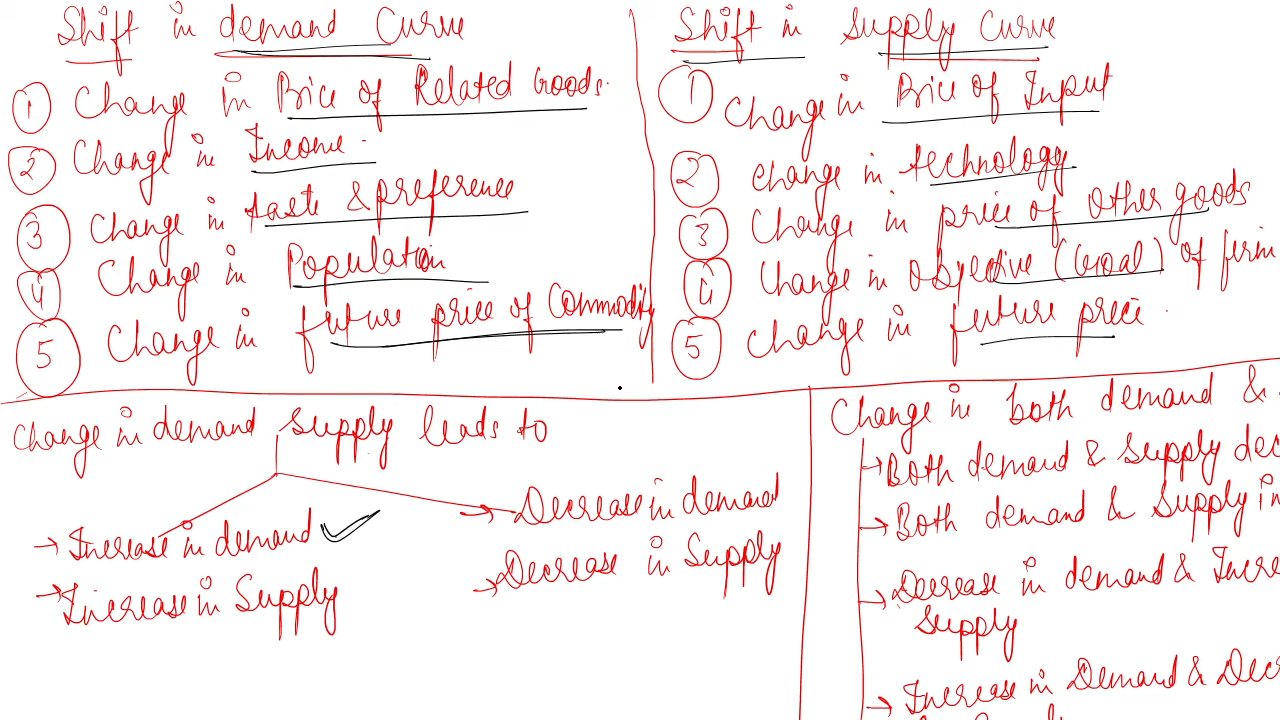 Shift in demand Curve
① Change in Price of Related Goods.
② Change in Income.
③ Change in taste & preference
④ Change in Population
⑤ Change in future price of Commodity
Shift in Supply Curve
① Change in Price of Input
② Change in technology
③ Change in price of Other goods
④ Change in Objective (Goal) of firm
⑤ Change in future price.
Change in demand supply leads to
→ Increase in demand ✓
→ Increase in Supply
→ Decrease in demand
→ Decrease in Supply
Change in both demand &
→ Both demand & Supply dec
→ Both demand & Supply in
→ Decrease in demand & Incre
Supply
→ Increase in Demand & Decr